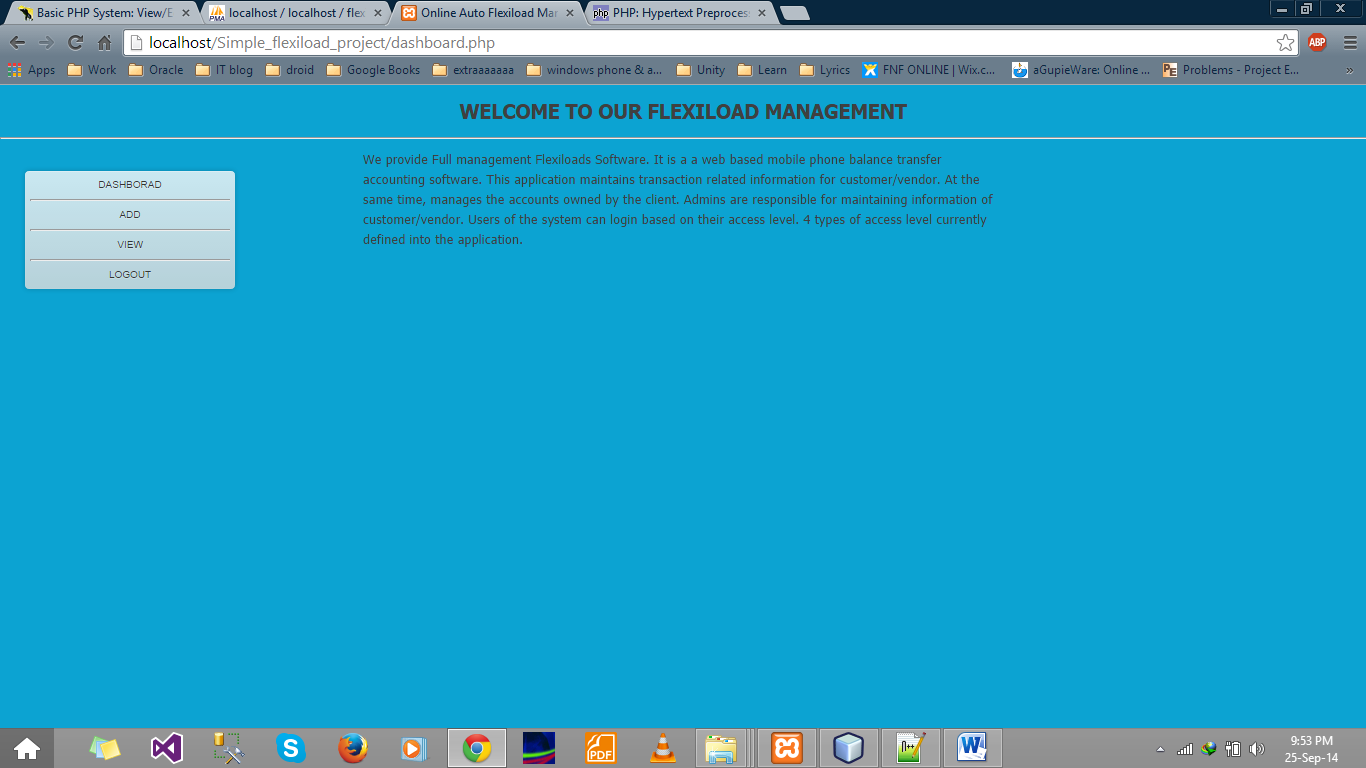 Basic PHP System: View/E
localhost / localhost / flex
Online Auto Flexiload Mar
PHP: Hypertext Preproces
localhost/Simple_flexiload_project/dashboard.php
ABP
Apps Work Oracle IT blog droid Google Books extraaaaaaa windows phone & a... Unity Learn Lyrics FNF ONLINE | Wix.c... aGupieWare: Online ... Problems - Project E... »
WELCOME TO OUR FLEXILOAD MANAGEMENT
DASHBORAD
ADD
VIEW
LOGOUT
We provide Full management Flexiloads Software. It is a a web based mobile phone balance transfer
accounting software. This application maintains transaction related information for customer/vendor. At the
same time, manages the accounts owned by the client. Admins are responsible for maintaining information of
customer/vendor. Users of the system can login based on their access level. 4 types of access level currently
defined into the application.
PDF
9:53 PM
25-Sep-14